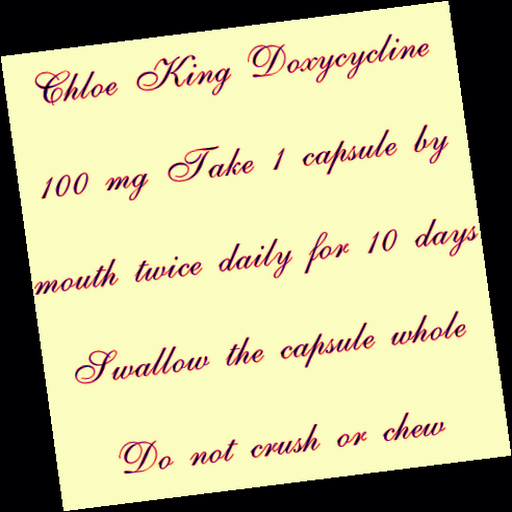 Chloe King Doxycycline
100 mg Take 1 capsule by
mouth twice daily for 10 days
Swallow the capsule whole
Do not crush or chew